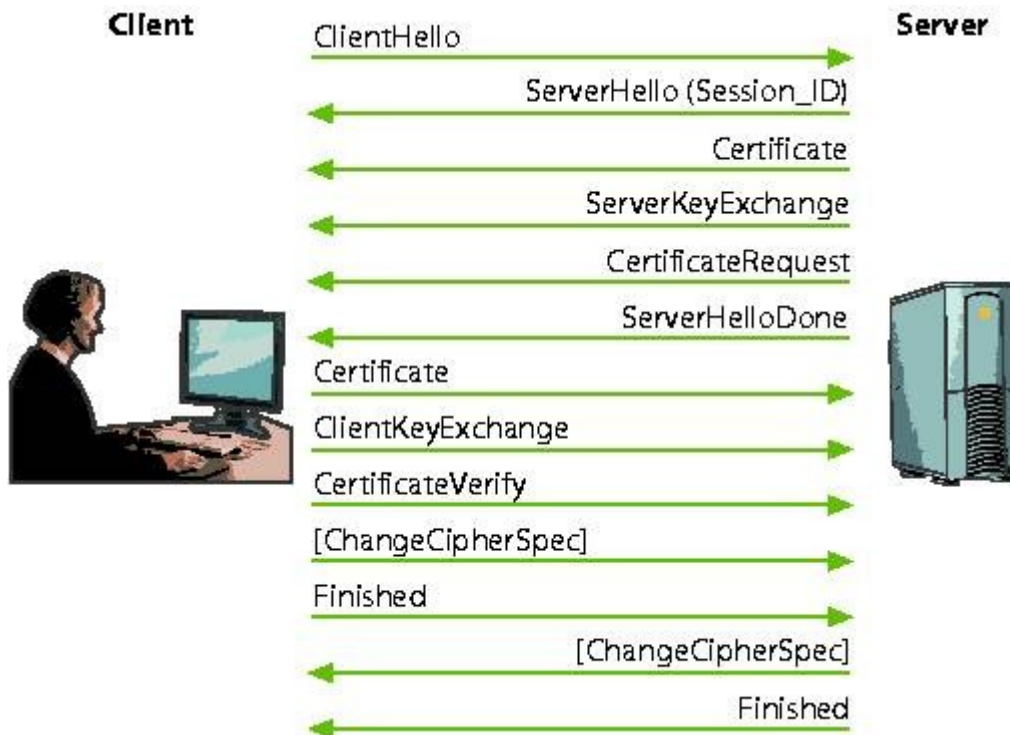 Client
Server
ClientHello
ServerHello (Session_ID)
Certificate
ServerKeyExchange
CertificateRequest
ServerHelloDone
Certificate
ClientKeyExchange
CertificateVerify
[ChangeCipherSpec]
Finished
[ChangeCipherSpec]
Finished